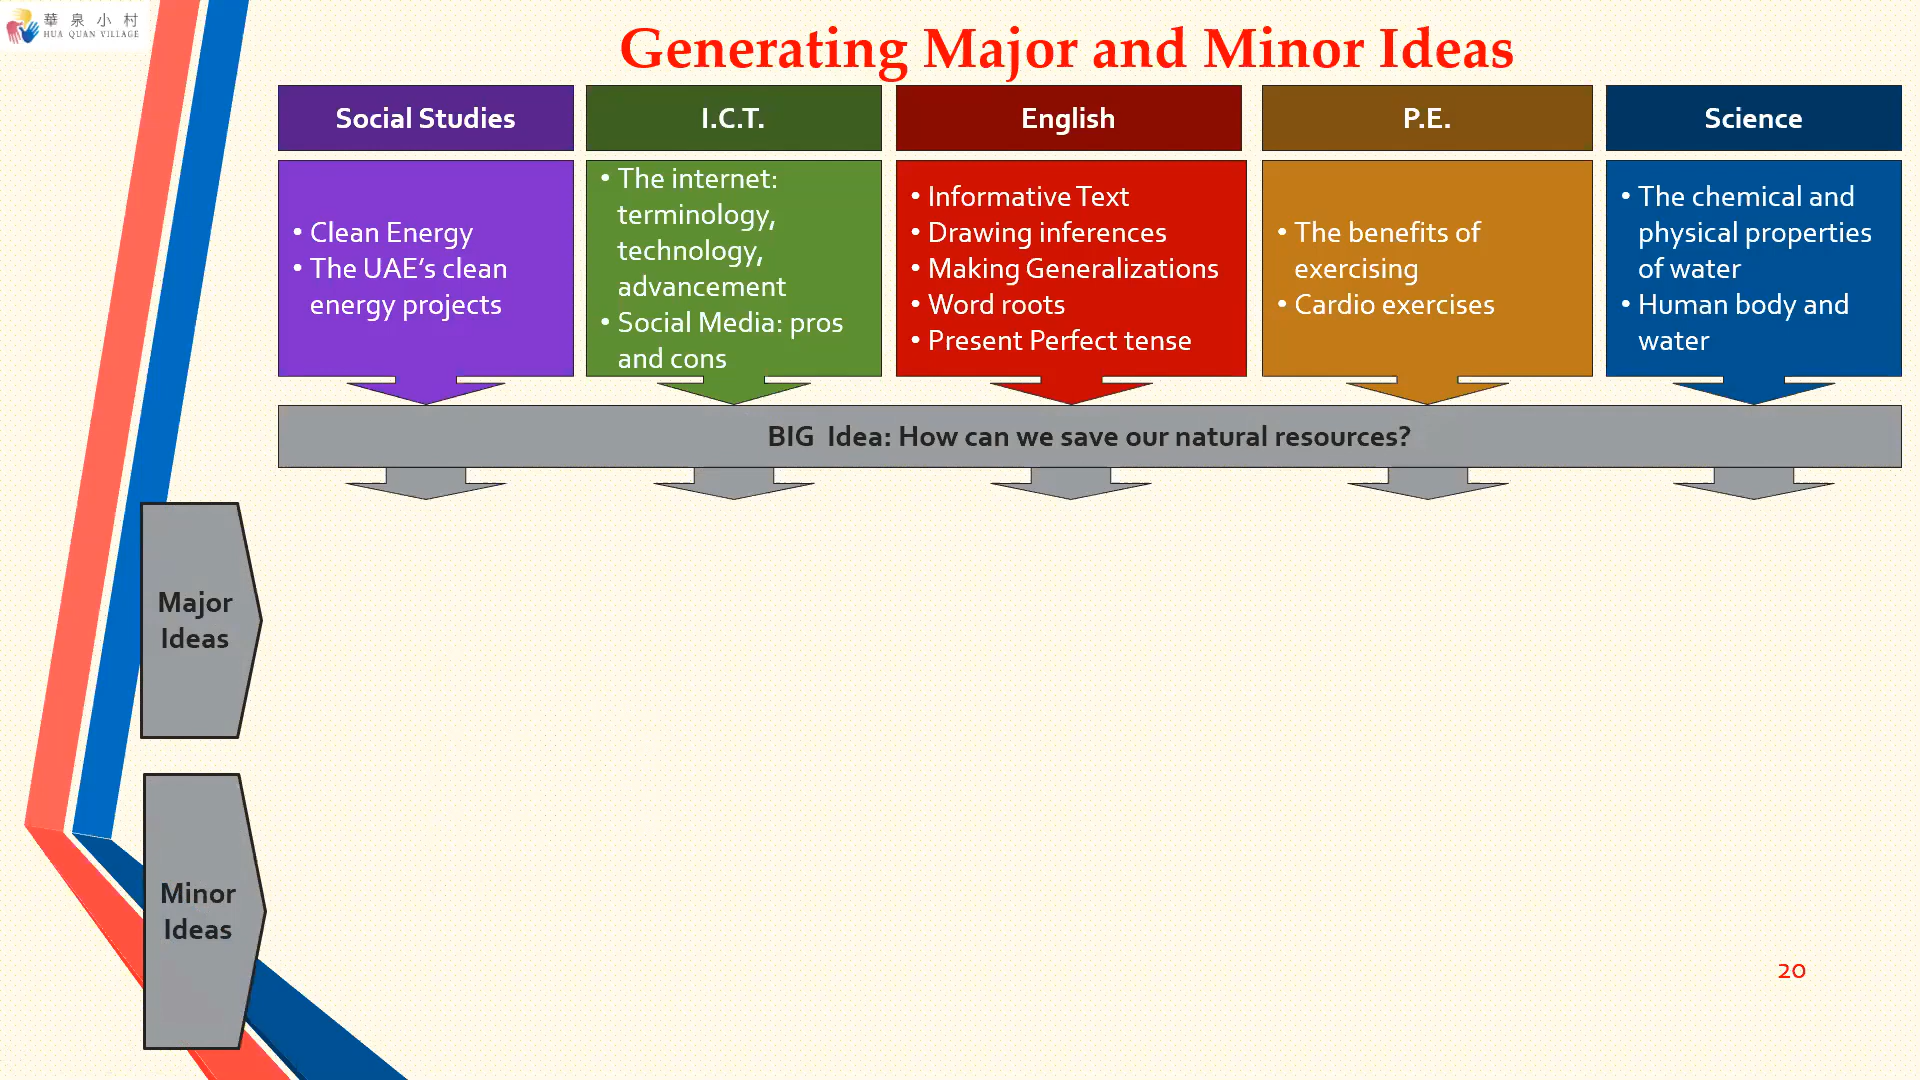 華泉小村
HUA QUAN VILLAGE
Generating Major and Minor Ideas
Social Studies
I.C.T.
English
P.E.
Science
• Clean Energy
• The UAE’s clean
energy projects
• The internet:
terminology,
technology,
advancement
• Social Media: pros
and cons
• Informative Text
• Drawing inferences
• Making Generalizations
• Word roots
• Present Perfect tense
• The benefits of
exercising
• Cardio exercises
• The chemical and
physical properties
of water
• Human body and
water
BIG Idea: How can we save our natural resources?
Major
Ideas
Minor
Ideas
20